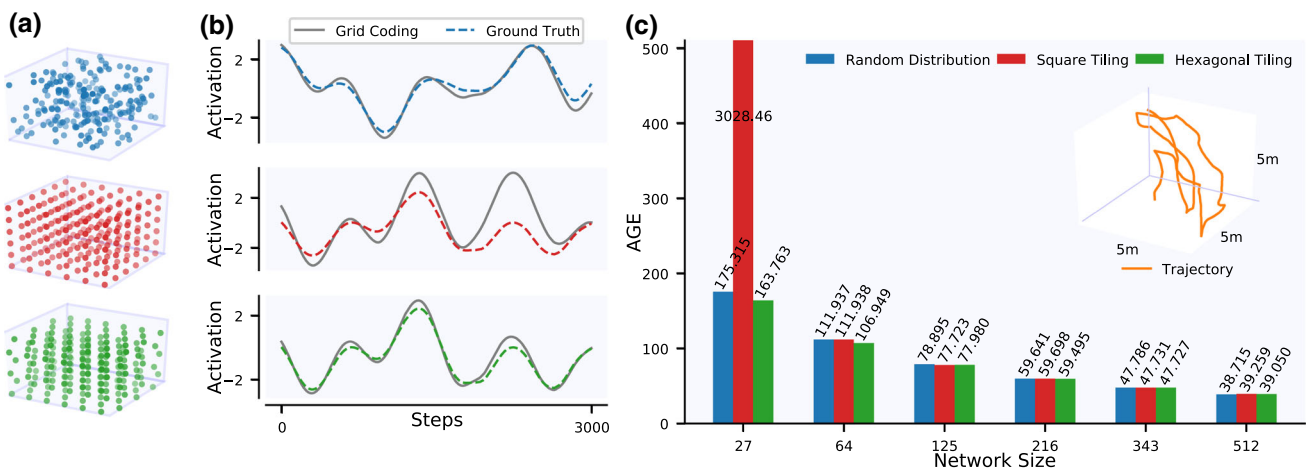 (a)
(b)
Grid Coding Ground Truth
Activation
2
−2
Activation
2
−2
Activation
2
−2
0 Steps 3000
(c)
AGE
500
400
300
200
100
0
Random Distribution Square Tiling Hexagonal Tiling
3028.46
175.315
163.763
111.937
111.938
106.949
78.895
77.723
77.980
59.641
59.698
59.495
47.786
47.731
47.727
38.715
39.259
39.050
5m
5m
5m
Trajectory
27 64 125 216 343 512
Network Size